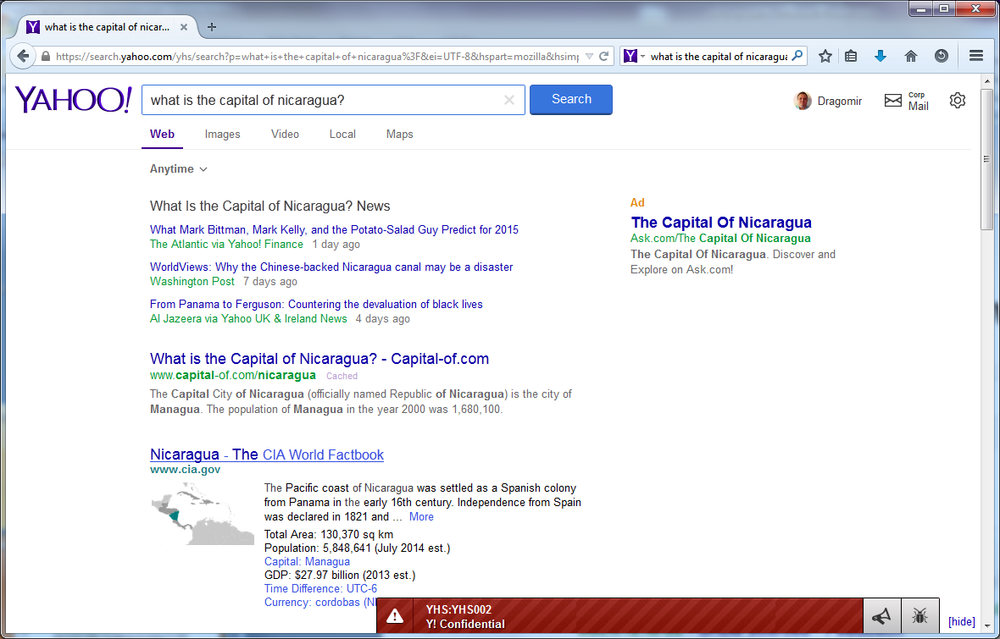 what is the capital of nicar...
https://search.yahoo.com/yhs/search?p=what+is+the+capital+of+nicaragua%3F&ei=UTF-8&hspart=mozilla&hsimp
what is the capital of nicaragua
YAHOO!
what is the capital of nicaragua?
Search
Dragomir
Corp
Mail
Web Images Video Local Maps
Anytime
What Is the Capital of Nicaragua? News
What Mark Bittman, Mark Kelly, and the Potato-Salad Guy Predict for 2015
The Atlantic via Yahoo! Finance 1 day ago
WorldViews: Why the Chinese-backed Nicaragua canal may be a disaster
Washington Post 7 days ago
From Panama to Ferguson: Countering the devaluation of black lives
Al Jazeera via Yahoo UK & Ireland News 4 days ago
What is the Capital of Nicaragua? - Capital-of.com
www.capital-of.com/nicaragua Cached
The Capital City of Nicaragua (officially named Republic of Nicaragua) is the city of
Managua. The population of Managua in the year 2000 was 1,680,100.
Nicaragua - The CIA World Factbook
www.cia.gov
The Pacific coast of Nicaragua was settled as a Spanish colony
from Panama in the early 16th century. Independence from Spain
was declared in 1821 and ... More
Total Area: 130,370 sq km
Population: 5,848,641 (July 2014 est.)
Capital: Managua
GDP: $27.97 billion (2013 est.)
Time Difference: UTC-6
Currency: cordobas (NI
Ad
The Capital Of Nicaragua
Ask.com/The Capital Of Nicaragua
The Capital Of Nicaragua. Discover and
Explore on Ask.com!
YHS:YHS002
Y! Confidential
[hide]